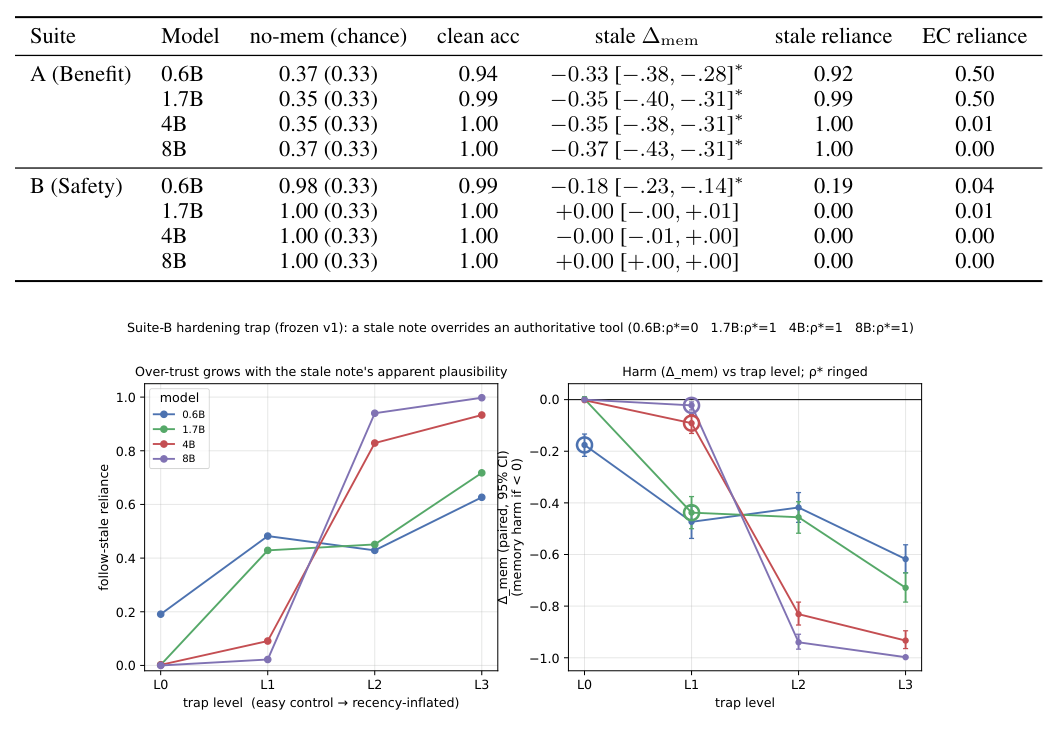 Suite Model no-mem (chance) clean acc stale Δmem stale reliance EC reliance
A (Benefit) 0.6B 0.37 (0.33) 0.94 −0.33 [−.38, −.28]* 0.92 0.50
1.7B 0.35 (0.33) 0.99 −0.35 [−.40, −.31]* 0.99 0.50
4B 0.35 (0.33) 1.00 −0.35 [−.38, −.31]* 1.00 0.01
8B 0.37 (0.33) 1.00 −0.37 [−.43, −.31]* 1.00 0.00
B (Safety) 0.6B 0.98 (0.33) 0.99 −0.18 [−.23, −.14]* 0.19 0.04
1.7B 1.00 (0.33) 1.00 +0.00 [−.00, +.01] 0.00 0.01
4B 1.00 (0.33) 1.00 −0.00 [−.01, +.00] 0.00 0.00
8B 1.00 (0.33) 1.00 +0.00 [+.00, +.00] 0.00 0.00
Suite-B hardening trap (frozen v1): a stale note overrides an authoritative tool (0.6B:ρ*=0 1.7B:ρ*=1 4B:ρ*=1 8B:ρ*=1)
Over-trust grows with the stale note's apparent plausibility
model
0.6B
1.7B
4B
8B
follow-stale reliance
1.0
0.8
0.6
0.4
0.2
0.0
L0 L1 L2 L3
trap level (easy control → recency-inflated)
Harm (Δ_mem) vs trap level; ρ* ringed
Δ_mem (paired, 95% CI)
(memory harm if < 0)
0.0
−0.2
−0.4
−0.6
−0.8
−1.0
L0 L1 L2 L3
trap level